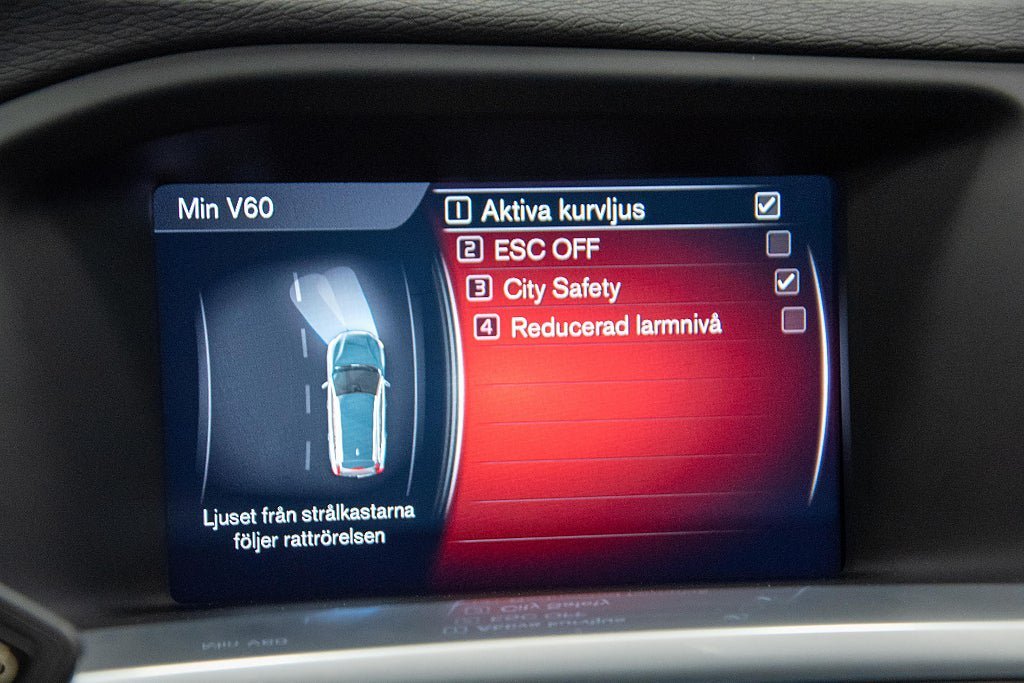 Min V60
1 Aktiva kurvljus
2 ESC OFF
3 City Safety
4 Reducerad larmnivå
Ljuset från strålkastarna
följer rattrörelsen